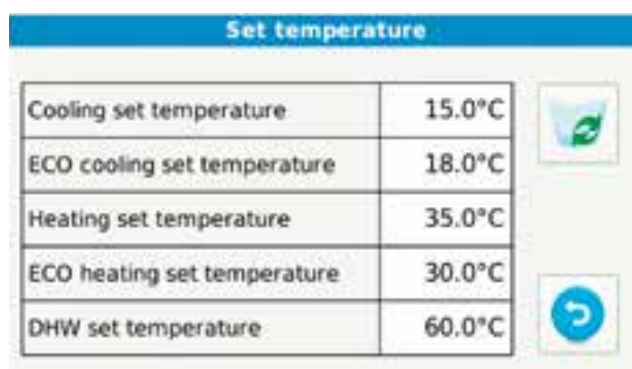 Set temperature
Cooling set temperature 15.0°C
ECO cooling set temperature 18.0°C
Heating set temperature 35.0°C
ECO heating set temperature 30.0°C
DHW set temperature 60.0°C